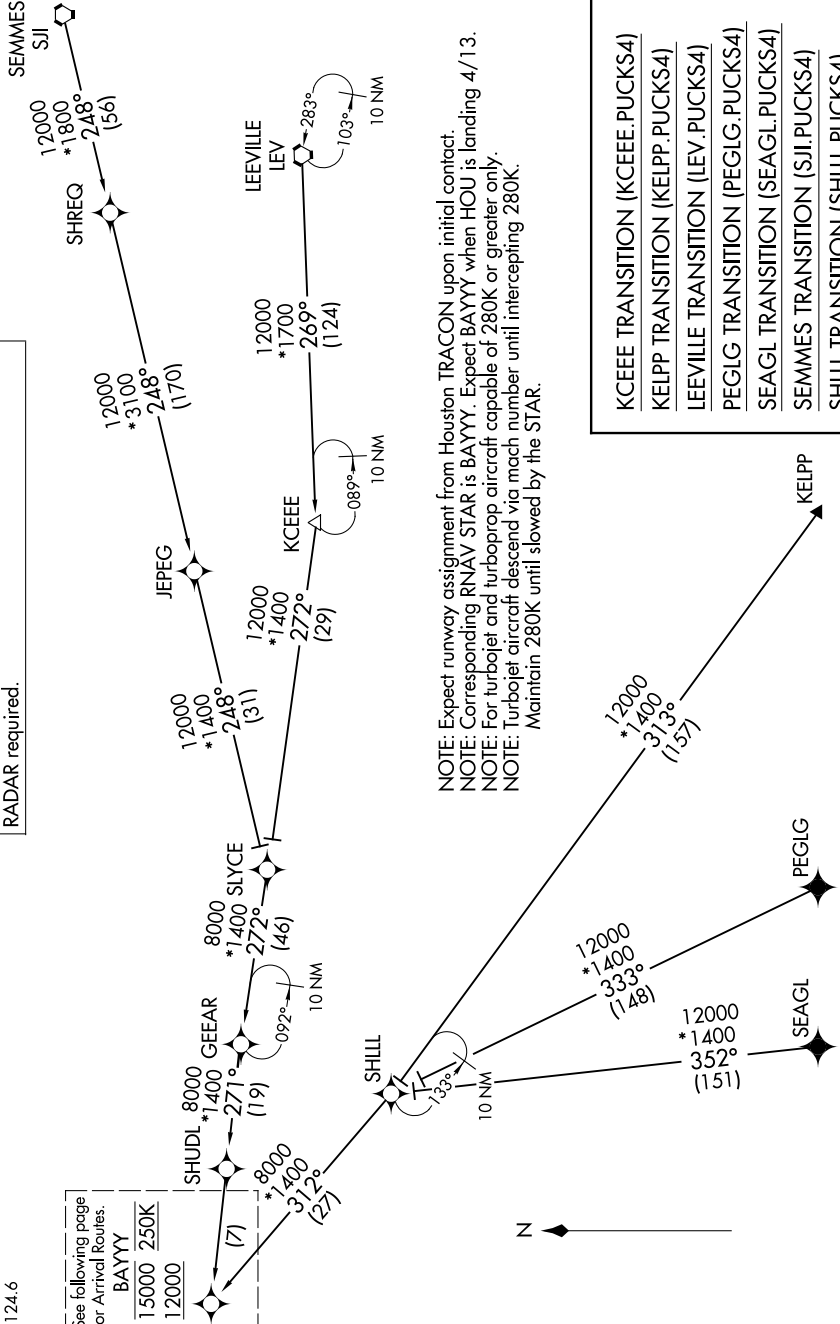 124.6
RADAR required.
See following page
for Arrival Routes.
BAYYY
15000 250K
12000
(7)
SHUDL
8000
*1400
271°
(19)
GEEAR
092°
10 NM
8000
*1400
272°
(46)
SLYCE
12000
*1400
248°
(31)
JEPEG
12000
*3100
248°
(170)
SHREQ
12000
*1800
248°
(56)
SEMMES
SJI
12000
*1400
272°
(29)
KCEEE
089°
10 NM
12000
*1700
269°
(124)
LEEVILLE
LEV
283°
103°
10 NM
NOTE: Expect runway assignment from Houston TRACON upon initial contact.
NOTE: Corresponding RNAV STAR is BAYYY. Expect BAYYY when HOU is landing 4/13.
NOTE: For turbojet and turboprop aircraft capable of 280K or greater only.
NOTE: Turbojet aircraft descend via mach number until intercepting 280K.
Maintain 280K until slowed by the STAR.
8000
*1400
312°
(27)
SHLLL
133°
10 NM
12000
*1400
313°
(157)
KELPP
12000
*1400
333°
(148)
PEGLG
12000
*1400
352°
(151)
SEAGL
N
KCEEE TRANSITION (KCEEE.PUCKS4)
KELPP TRANSITION (KELPP.PUCKS4)
LEEVILLE TRANSITION (LEV.PUCKS4)
PEGLG TRANSITION (PEGLG.PUCKS4)
SEAGL TRANSITION (SEAGL.PUCKS4)
SEMMES TRANSITION (SJI.PUCKS4)
SHLLL TRANSITION (SHLLL.PUCKS4)